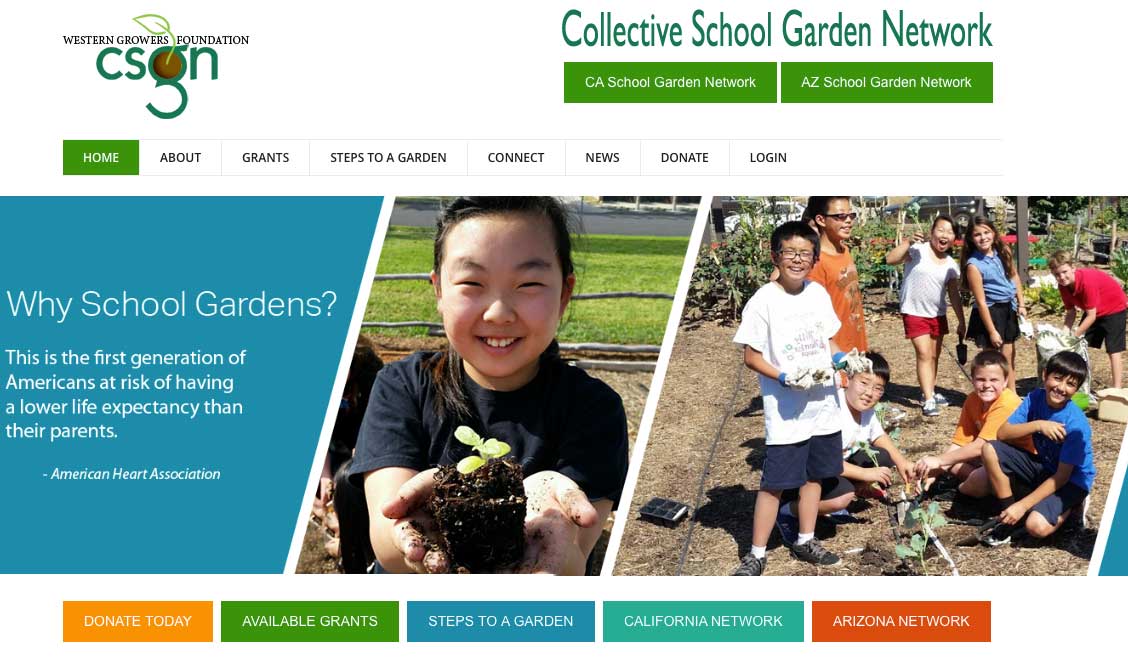 WESTERN GROWERS FOUNDATION
csgn
Collective School Garden Network
CA School Garden Network
AZ School Garden Network
HOME
ABOUT
GRANTS
STEPS TO A GARDEN
CONNECT
NEWS
DONATE
LOGIN
Why School Gardens?
This is the first generation of
Americans at risk of having
a lower life expectancy than
their parents.
- American Heart Association
DONATE TODAY
AVAILABLE GRANTS
STEPS TO A GARDEN
CALIFORNIA NETWORK
ARIZONA NETWORK